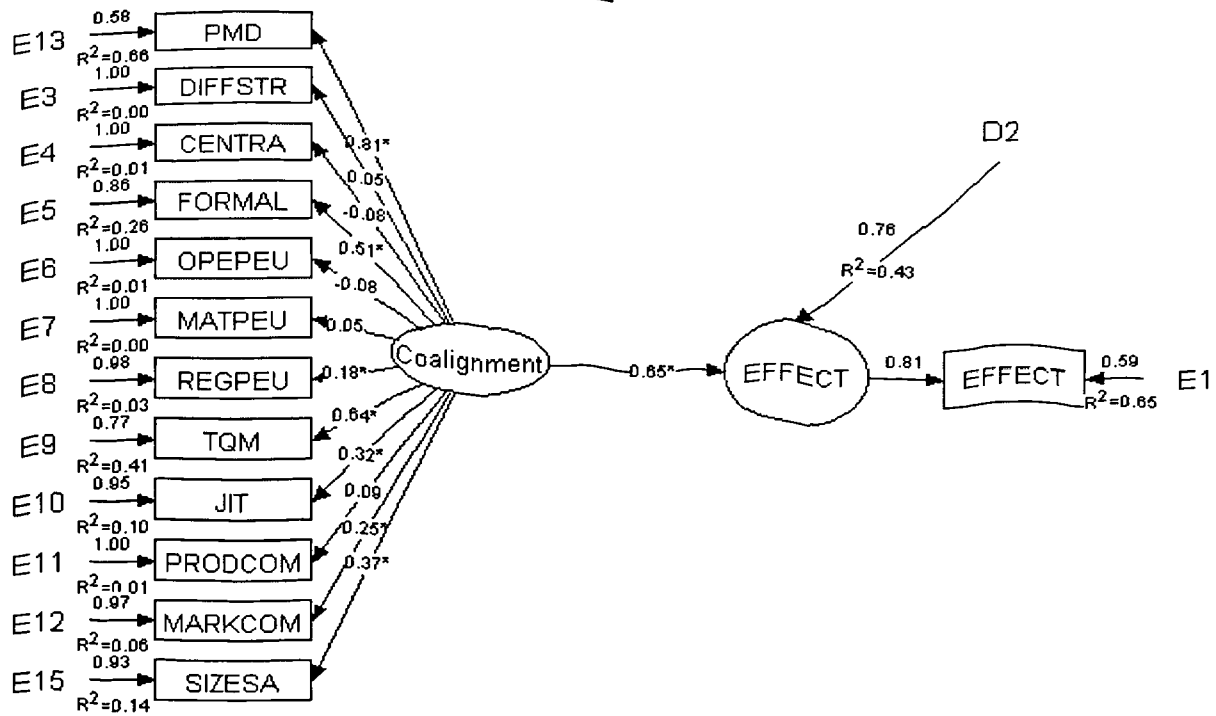 0.58
E13 PMD
R²=0.66
1.00
E3 DIFFSTR
R²=0.00
1.00
E4 CENTRA
R²=0.01
0.86
E5 FORMAL
R²=0.26
1.00
E6 OPEPEU
R²=0.01
1.00
E7 MATPEU
R²=0.00
0.98
E8 REGPEU
R²=0.03
0.77
E9 TQM
R²=0.41
0.95
E10 JIT
R²=0.10
1.00
E11 PRODCOM
R²=0.01
0.97
E12 MARKCOM
R²=0.06
0.93
E15 SIZESA
R²=0.14
0.81*
0.05
-0.08
0.51*
-0.08
0.05
0.18*
0.64*
0.32*
0.09
0.25*
0.37*
Coalignment
0.65*
D2
0.76
R²=0.43
EFFECT
0.81
EFFECT
0.59
E1
R²=0.65